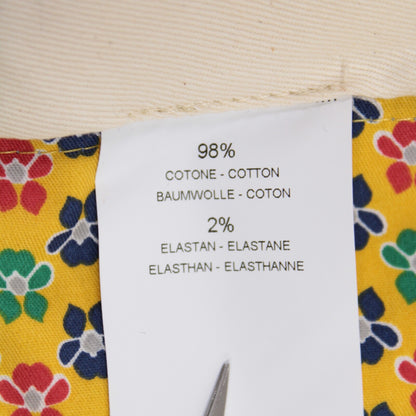 98%
COTONE - COTTON
BAUMWOLLE - COTON
2%
ELASTAN - ELASTANE
ELASTHAN - ELASTHANNE